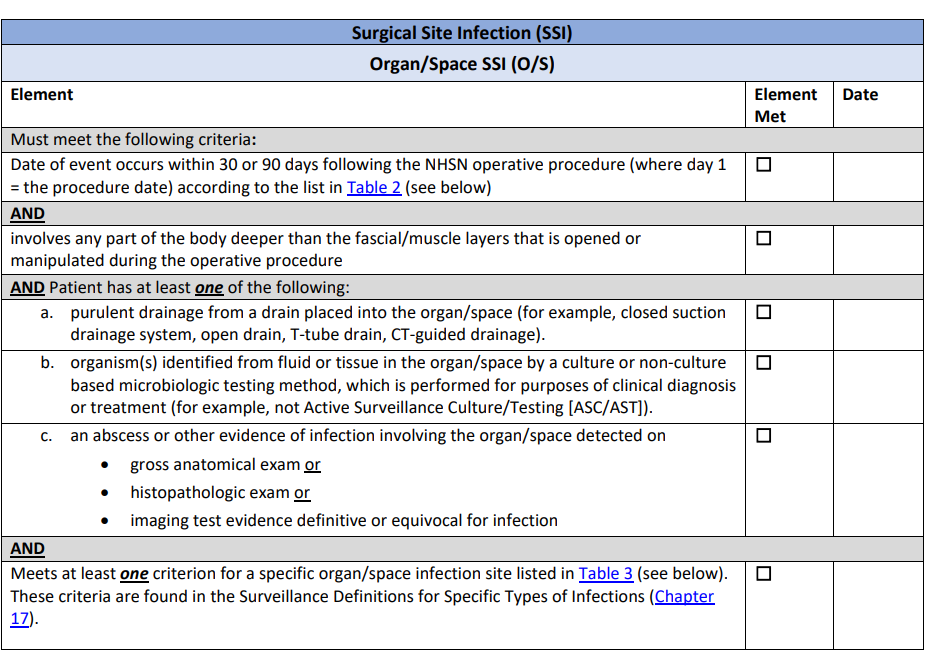 Surgical Site Infection (SSI)
Organ/Space SSI (O/S)
Element
Element
Met
Date
Must meet the following criteria:
Date of event occurs within 30 or 90 days following the NHSN operative procedure (where day 1
= the procedure date) according to the list in Table 2 (see below)
AND
involves any part of the body deeper than the fascial/muscle layers that is opened or
manipulated during the operative procedure
AND Patient has at least one of the following:
a. purulent drainage from a drain placed into the organ/space (for example, closed suction
drainage system, open drain, T-tube drain, CT-guided drainage).
b. organism(s) identified from fluid or tissue in the organ/space by a culture or non-culture
based microbiologic testing method, which is performed for purposes of clinical diagnosis
or treatment (for example, not Active Surveillance Culture/Testing [ASC/AST]).
c. an abscess or other evidence of infection involving the organ/space detected on
• gross anatomical exam or
• histopathologic exam or
• imaging test evidence definitive or equivocal for infection
AND
Meets at least one criterion for a specific organ/space infection site listed in Table 3 (see below).
These criteria are found in the Surveillance Definitions for Specific Types of Infections (Chapter
17).